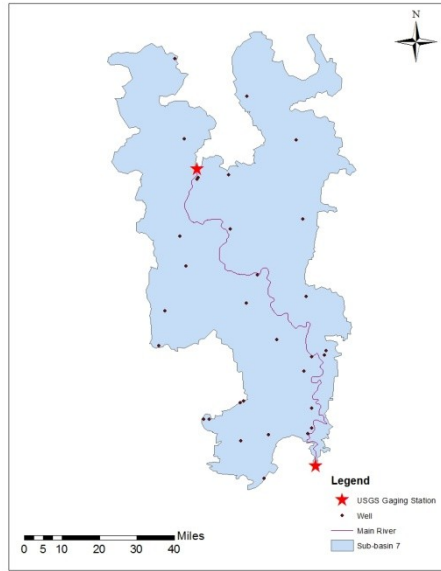 N
Legend
USGS Gaging Station
Well
Main River
Sub-basin 7
Miles
0 5 10 20 30 40